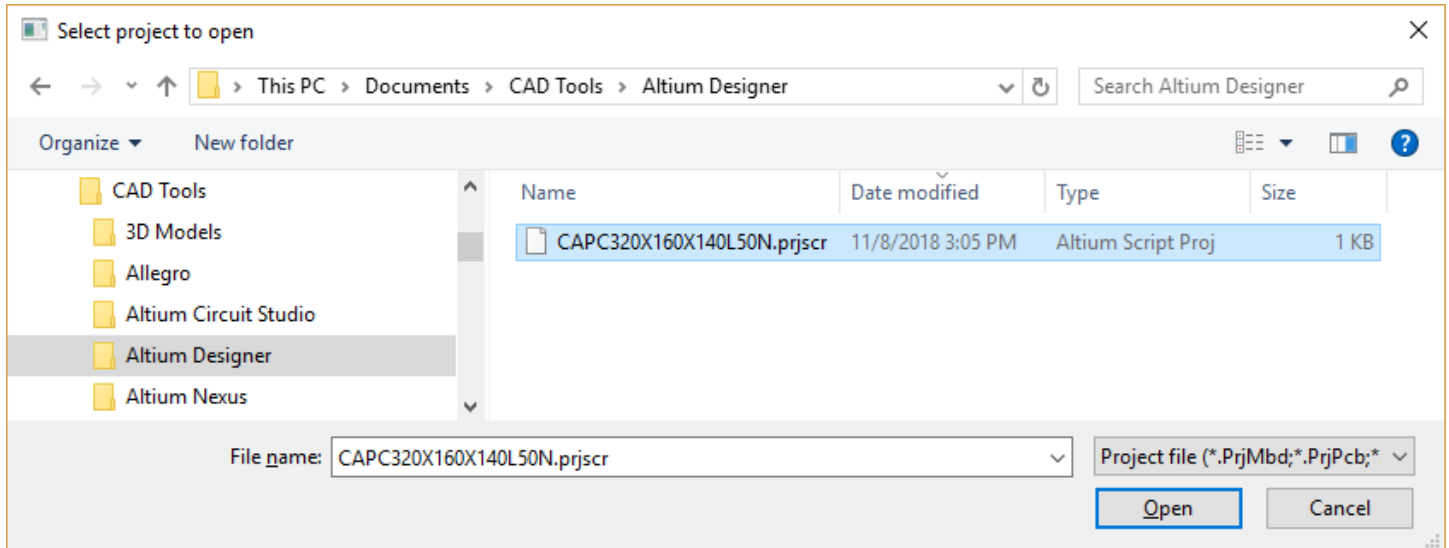 Select project to open
This PC > Documents > CAD Tools > Altium Designer
Search Altium Designer
Organize New folder
CAD Tools
3D Models
Allegro
Altium Circuit Studio
Altium Designer
Altium Nexus
Name Date modified Type Size
CAPC320X160X140L50N.prjscr 11/8/2018 3:05 PM Altium Script Proj 1 KB
File name: CAPC320X160X140L50N.prjscr Project file (*.PrjMbd;*.PrjPcb;*
Open Cancel